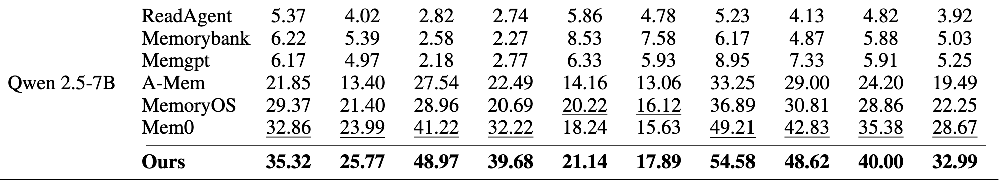 ReadAgent 5.37 4.02 2.82 2.74 5.86 4.78 5.23 4.13 4.82 3.92
Memorybank 6.22 5.39 2.58 2.27 8.53 7.58 6.17 4.87 5.88 5.03
Memgpt 6.17 4.97 2.18 2.77 6.33 5.93 8.95 7.33 5.91 5.25
Qwen 2.5-7B A-Mem 21.85 13.40 27.54 22.49 14.16 13.06 33.25 29.00 24.20 19.49
MemoryOS 29.37 21.40 28.96 20.69 20.22 16.12 36.89 30.81 28.86 22.25
Mem0 32.86 23.99 41.22 32.22 18.24 15.63 49.21 42.83 35.38 28.67
Ours 35.32 25.77 48.97 39.68 21.14 17.89 54.58 48.62 40.00 32.99